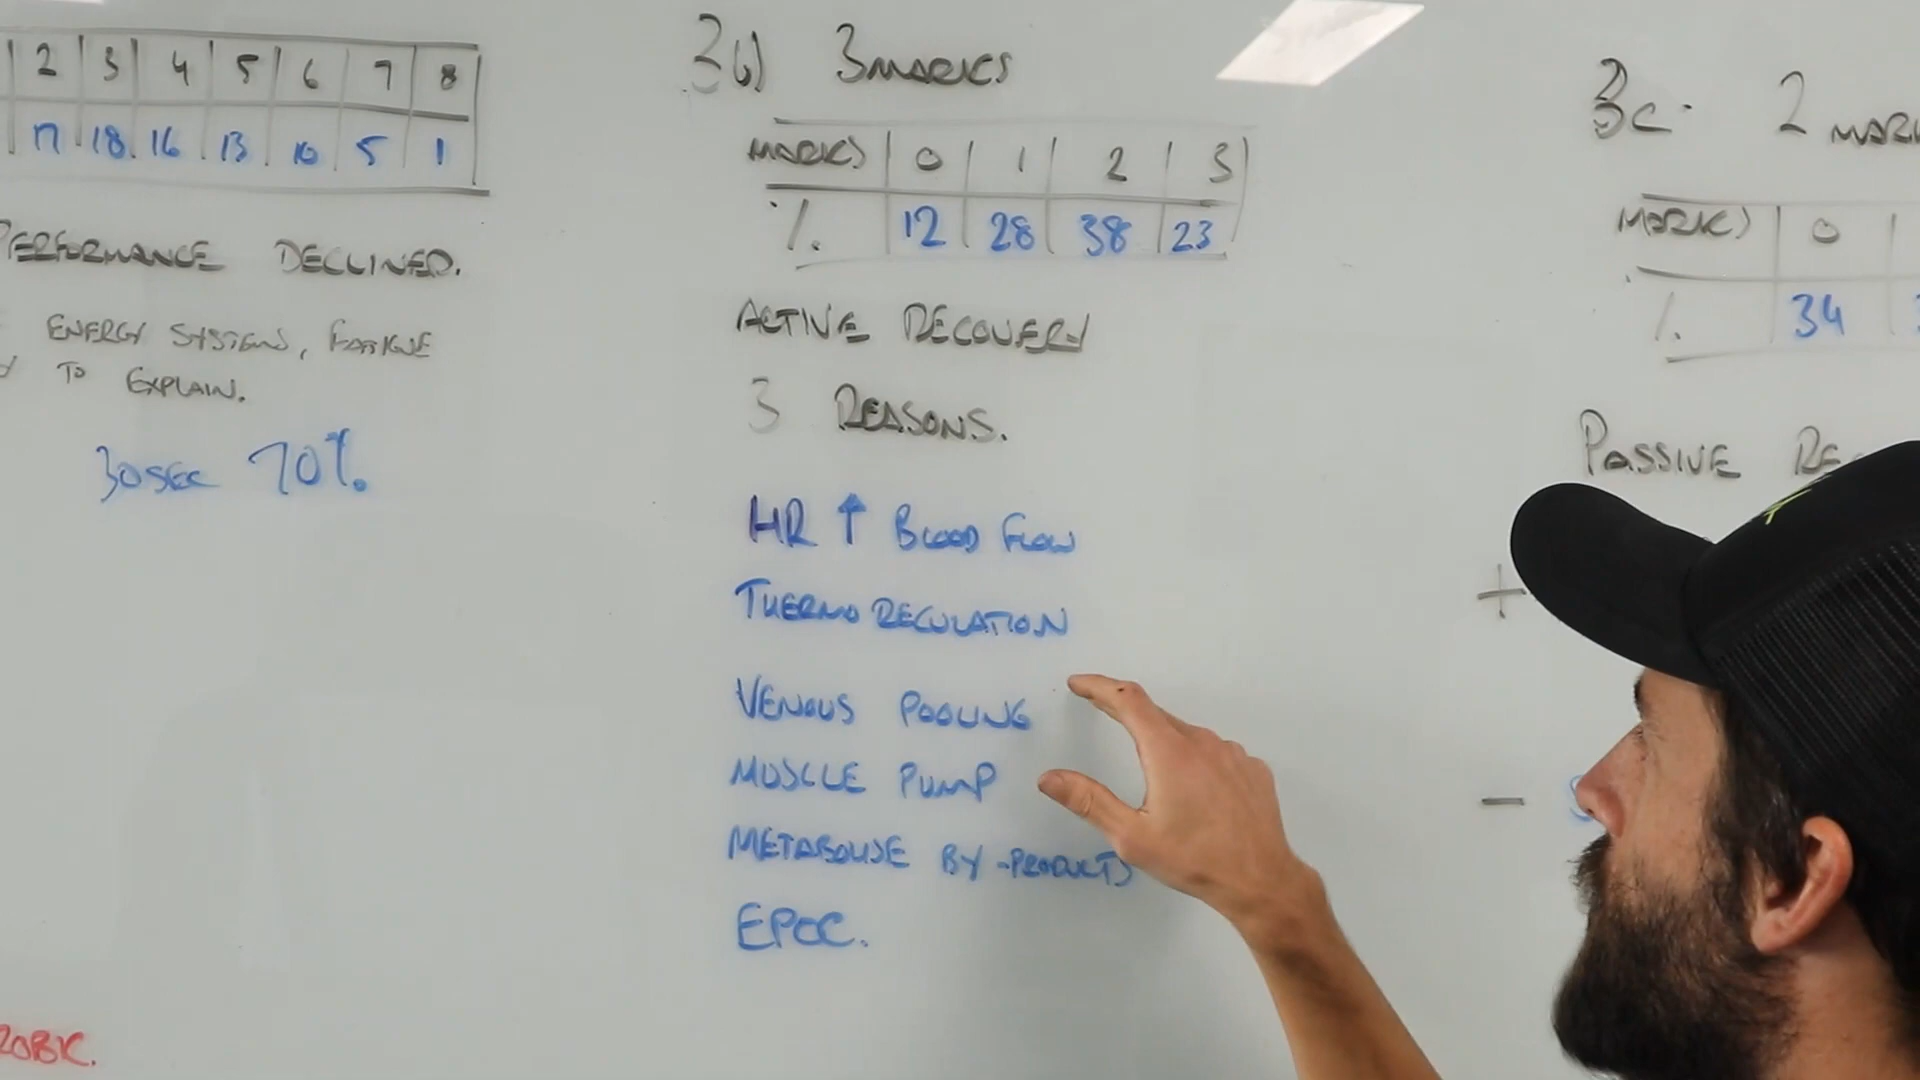 2 3 4 5 6 7 8
17 18 16 13 10 5 1
PERFORMANCE DECLINED.
ENERGY SYSTEMS, FATIGUE
TO EXPLAIN.
30SEC 70%.
3b) 3 MARKS
MARKS 0 1 2 3
% 12 28 38 23
ACTIVE RECOVERY
3 REASONS.
HR ↑ BLOOD FLOW
THERMO REGULATION
VENOUS POOLING
MUSCLE PUMP
METABOLISE BY-PRODUCTS
EPOC.
3c. 2 MARK
MARKS 0
% 34
PASSIVE RE
+
-